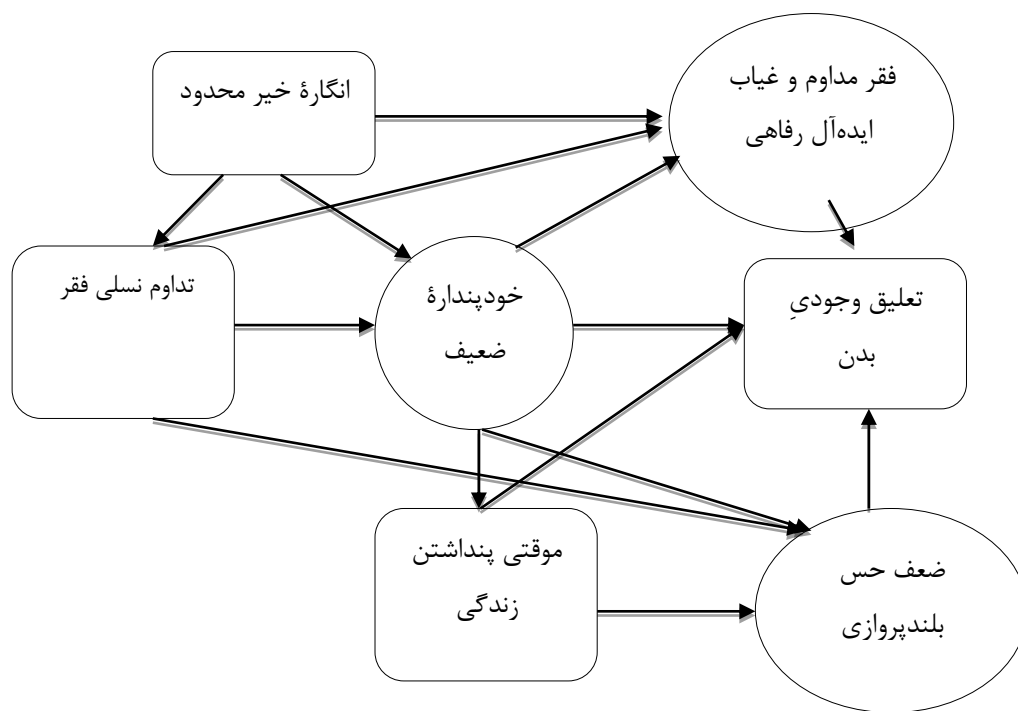 انگارۀ خیر محدود
فقر مداوم و غیاب
ایده‌آل رفاهی
تداوم نسلی فقر
خودپندارۀ
ضعیف
تعلیق وجودیِ
بدن
موقتی پنداشتن
زندگی
ضعف حس
بلندپروازی